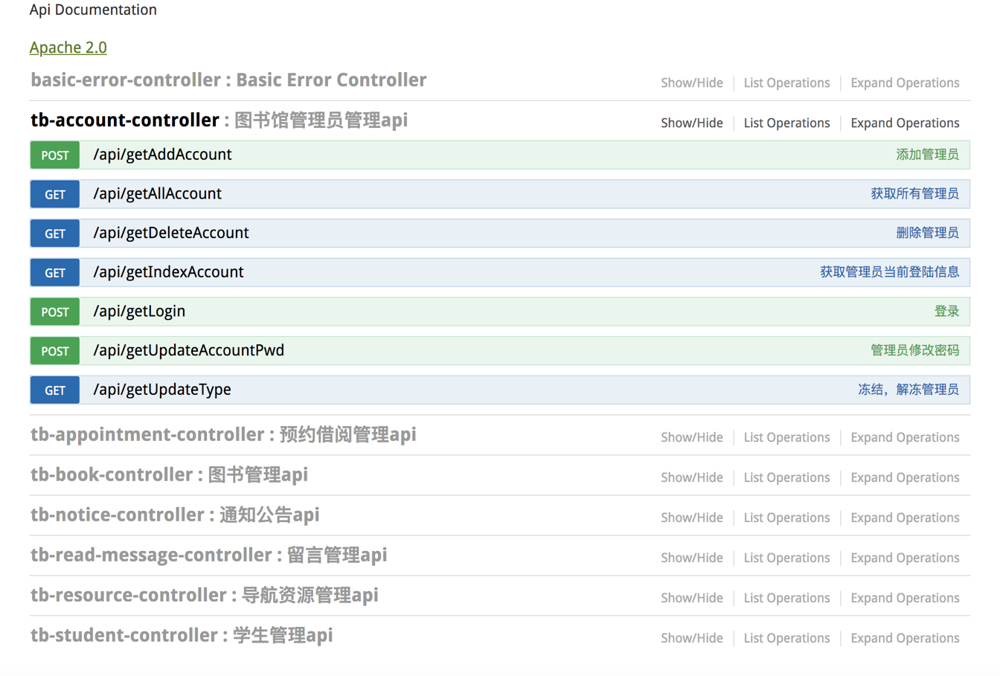 Api Documentation
Apache 2.0
basic-error-controller : Basic Error Controller Show/Hide List Operations Expand Operations
tb-account-controller : 图书馆管理员管理api Show/Hide List Operations Expand Operations
POST /api/getAddAccount 添加管理员
GET /api/getAllAccount 获取所有管理员
GET /api/getDeleteAccount 删除管理员
GET /api/getIndexAccount 获取管理员当前登陆信息
POST /api/getLogin 登录
POST /api/getUpdateAccountPwd 管理员修改密码
GET /api/getUpdateType 冻结，解冻管理员
tb-appointment-controller : 预约借阅管理api Show/Hide List Operations Expand Operations
tb-book-controller : 图书管理api Show/Hide List Operations Expand Operations
tb-notice-controller : 通知公告api Show/Hide List Operations Expand Operations
tb-read-message-controller : 留言管理api Show/Hide List Operations Expand Operations
tb-resource-controller : 导航资源管理api Show/Hide List Operations Expand Operations
tb-student-controller : 学生管理api Show/Hide List Operations Expand Operations